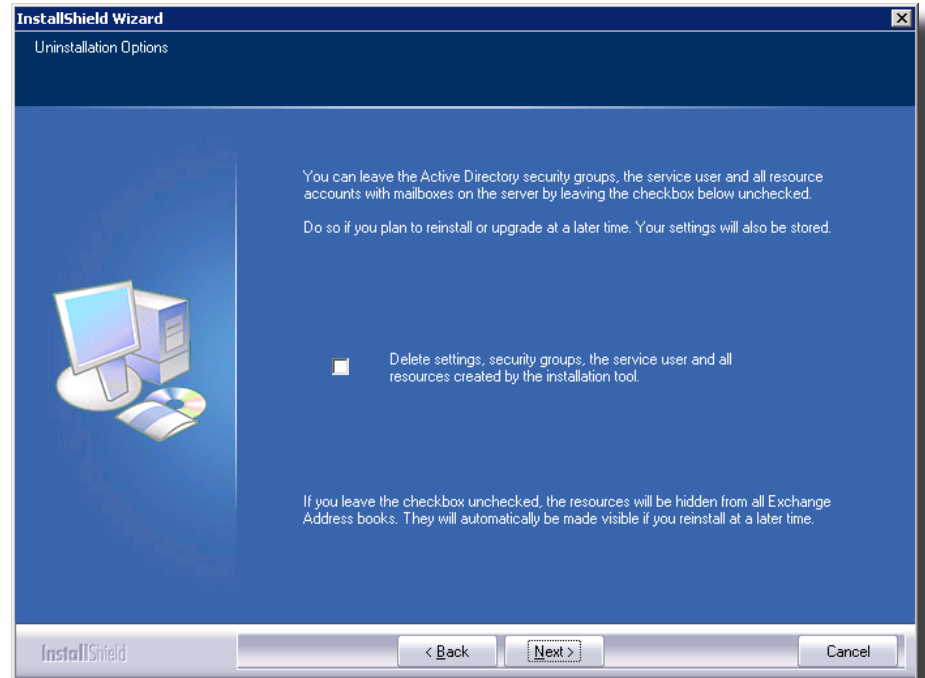 InstallShield Wizard
Uninstallation Options
You can leave the Active Directory security groups, the service user and all resource
accounts with mailboxes on the server by leaving the checkbox below unchecked.
Do so if you plan to reinstall or upgrade at a later time. Your settings will also be stored.
Delete settings, security groups, the service user and all
resources created by the installation tool.
If you leave the checkbox unchecked, the resources will be hidden from all Exchange
Address books. They will automatically be made visible if you reinstall at a later time.
InstallShield
< Back
Next >
Cancel